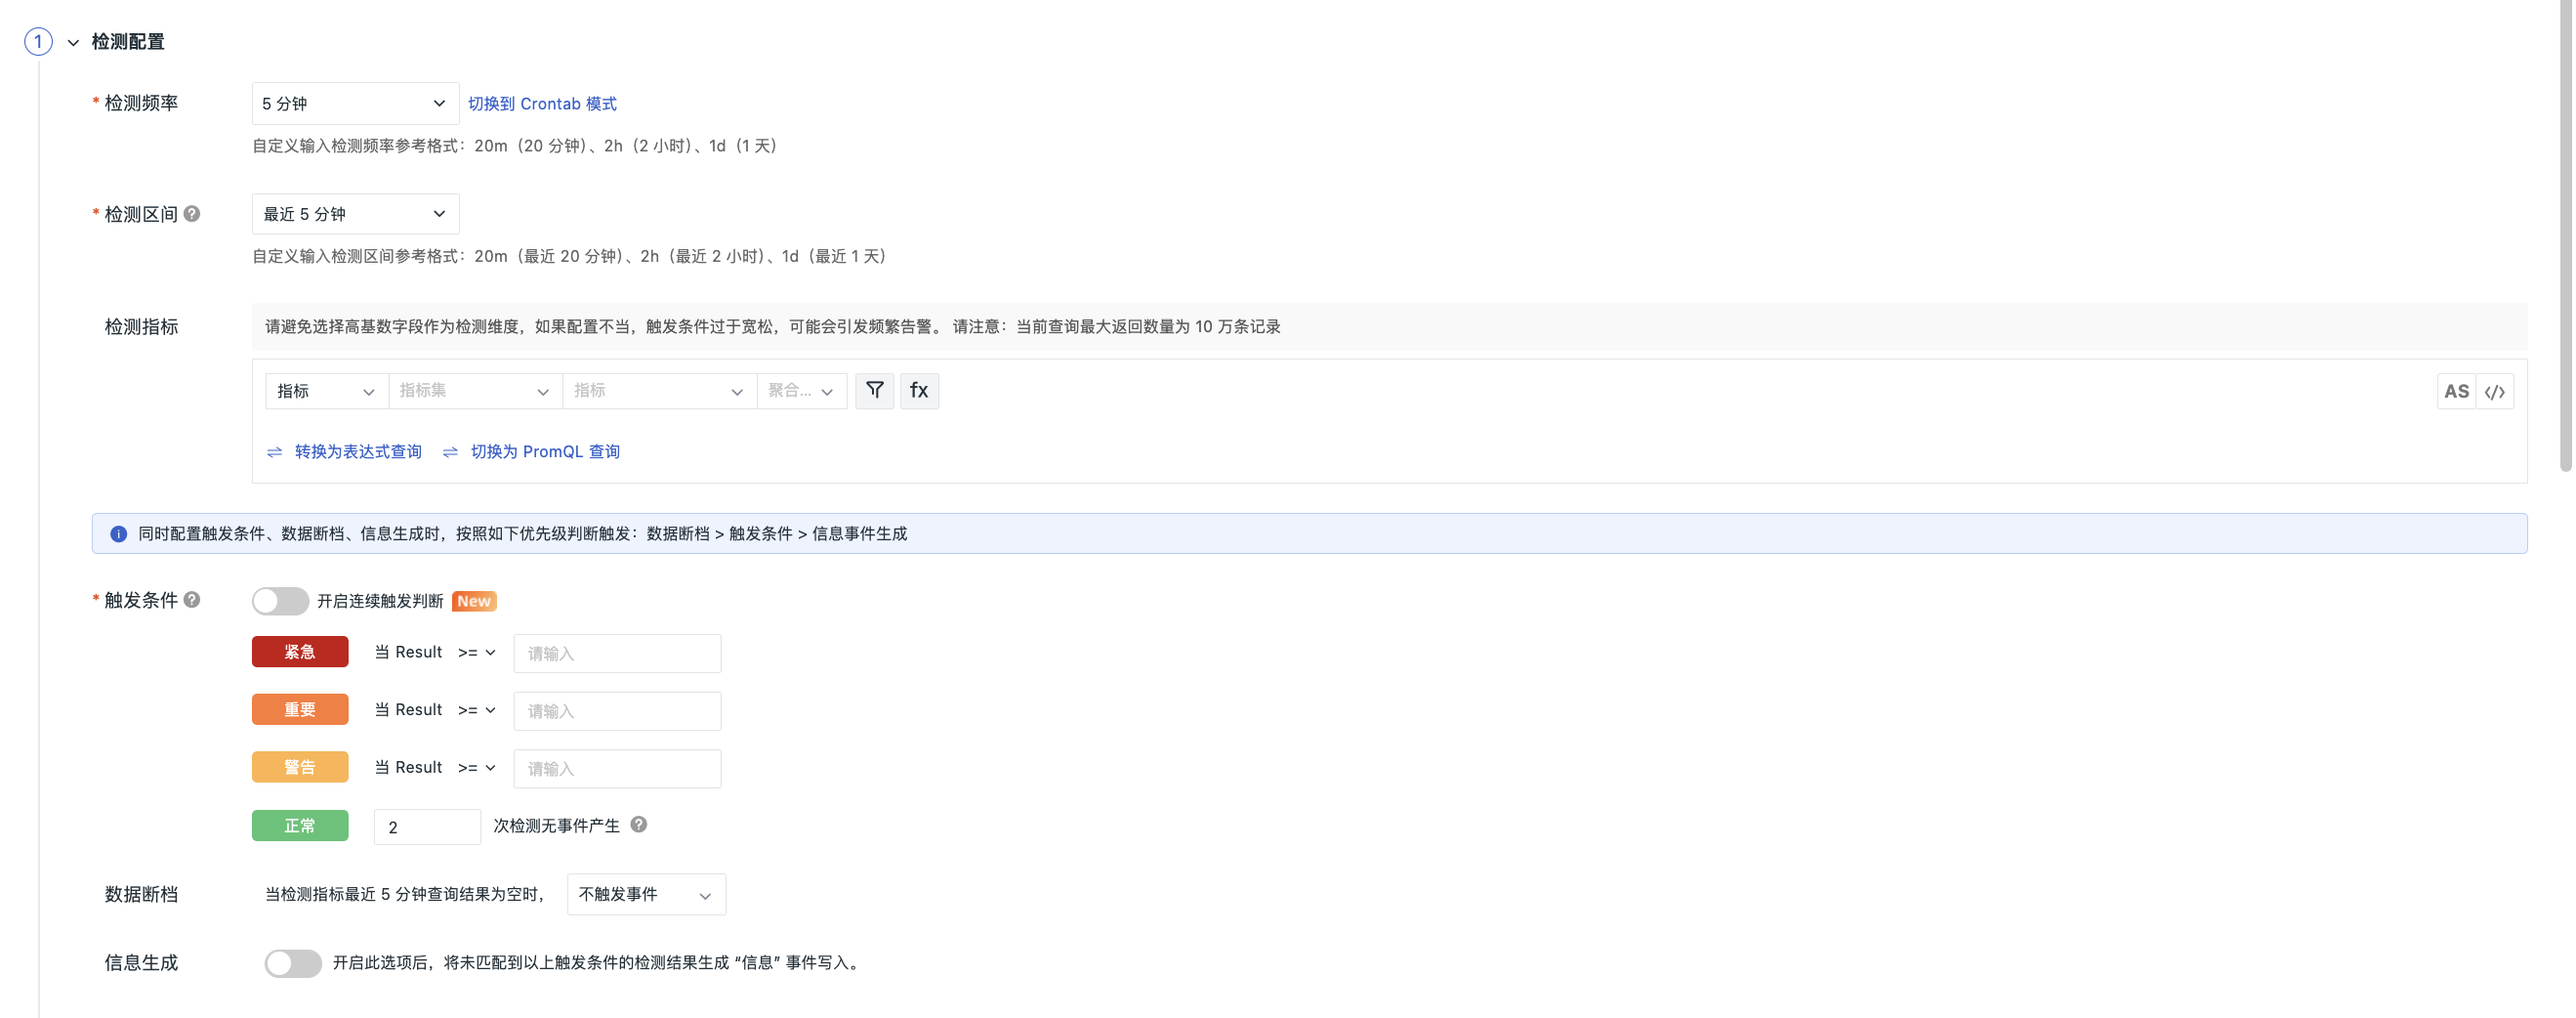 1 检测配置
* 检测频率 5 分钟 切换到 Crontab 模式
自定义输入检测频率参考格式：20m（20 分钟）、2h（2 小时）、1d（1 天）
* 检测区间 ? 最近 5 分钟
自定义输入检测区间参考格式：20m（最近 20 分钟）、2h（最近 2 小时）、1d（最近 1 天）
检测指标 请避免选择高基数字段作为检测维度，如果配置不当，触发条件过于宽松，可能会引发频繁告警。 请注意：当前查询最大返回数量为 10 万条记录
指标 指标集 指标 聚合... fx AS </>
转换为表达式查询 切换为 PromQL 查询
i 同时配置触发条件、数据断档、信息生成时，按照如下优先级判断触发：数据断档 > 触发条件 > 信息事件生成
* 触发条件 ? 开启连续触发判断 New
紧急 当 Result >= 请输入
重要 当 Result >= 请输入
警告 当 Result >= 请输入
正常 2 次检测无事件产生 ?
数据断档 当检测指标最近 5 分钟查询结果为空时， 不触发事件
信息生成 开启此选项后，将未匹配到以上触发条件的检测结果生成 “信息” 事件写入。